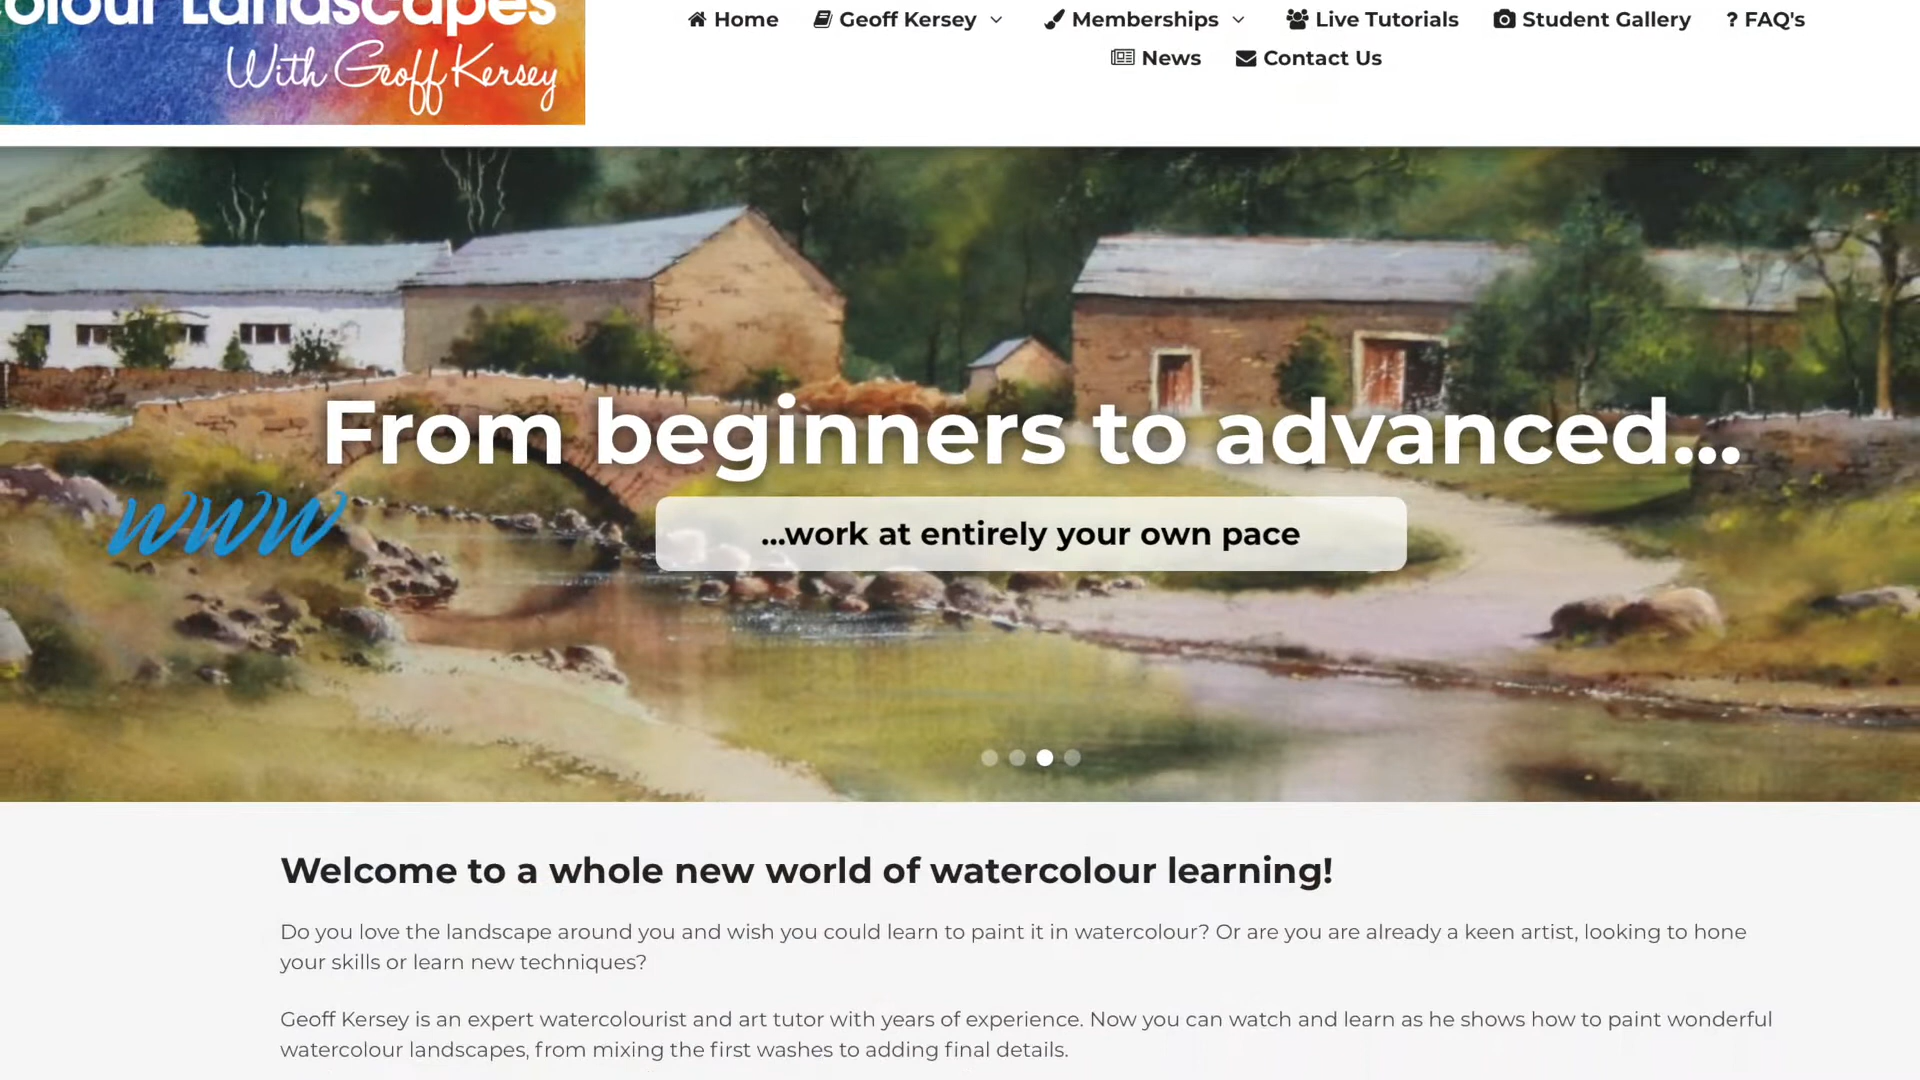 olour Landscapes
With Geoff Kersey
Home
Geoff Kersey
Memberships
Live Tutorials
Student Gallery
? FAQ's
News
Contact Us
From beginners to advanced...
www
...work at entirely your own pace
Welcome to a whole new world of watercolour learning!
Do you love the landscape around you and wish you could learn to paint it in watercolour? Or are you are already a keen artist, looking to hone
your skills or learn new techniques?
Geoff Kersey is an expert watercolourist and art tutor with years of experience. Now you can watch and learn as he shows how to paint wonderful
watercolour landscapes, from mixing the first washes to adding final details.